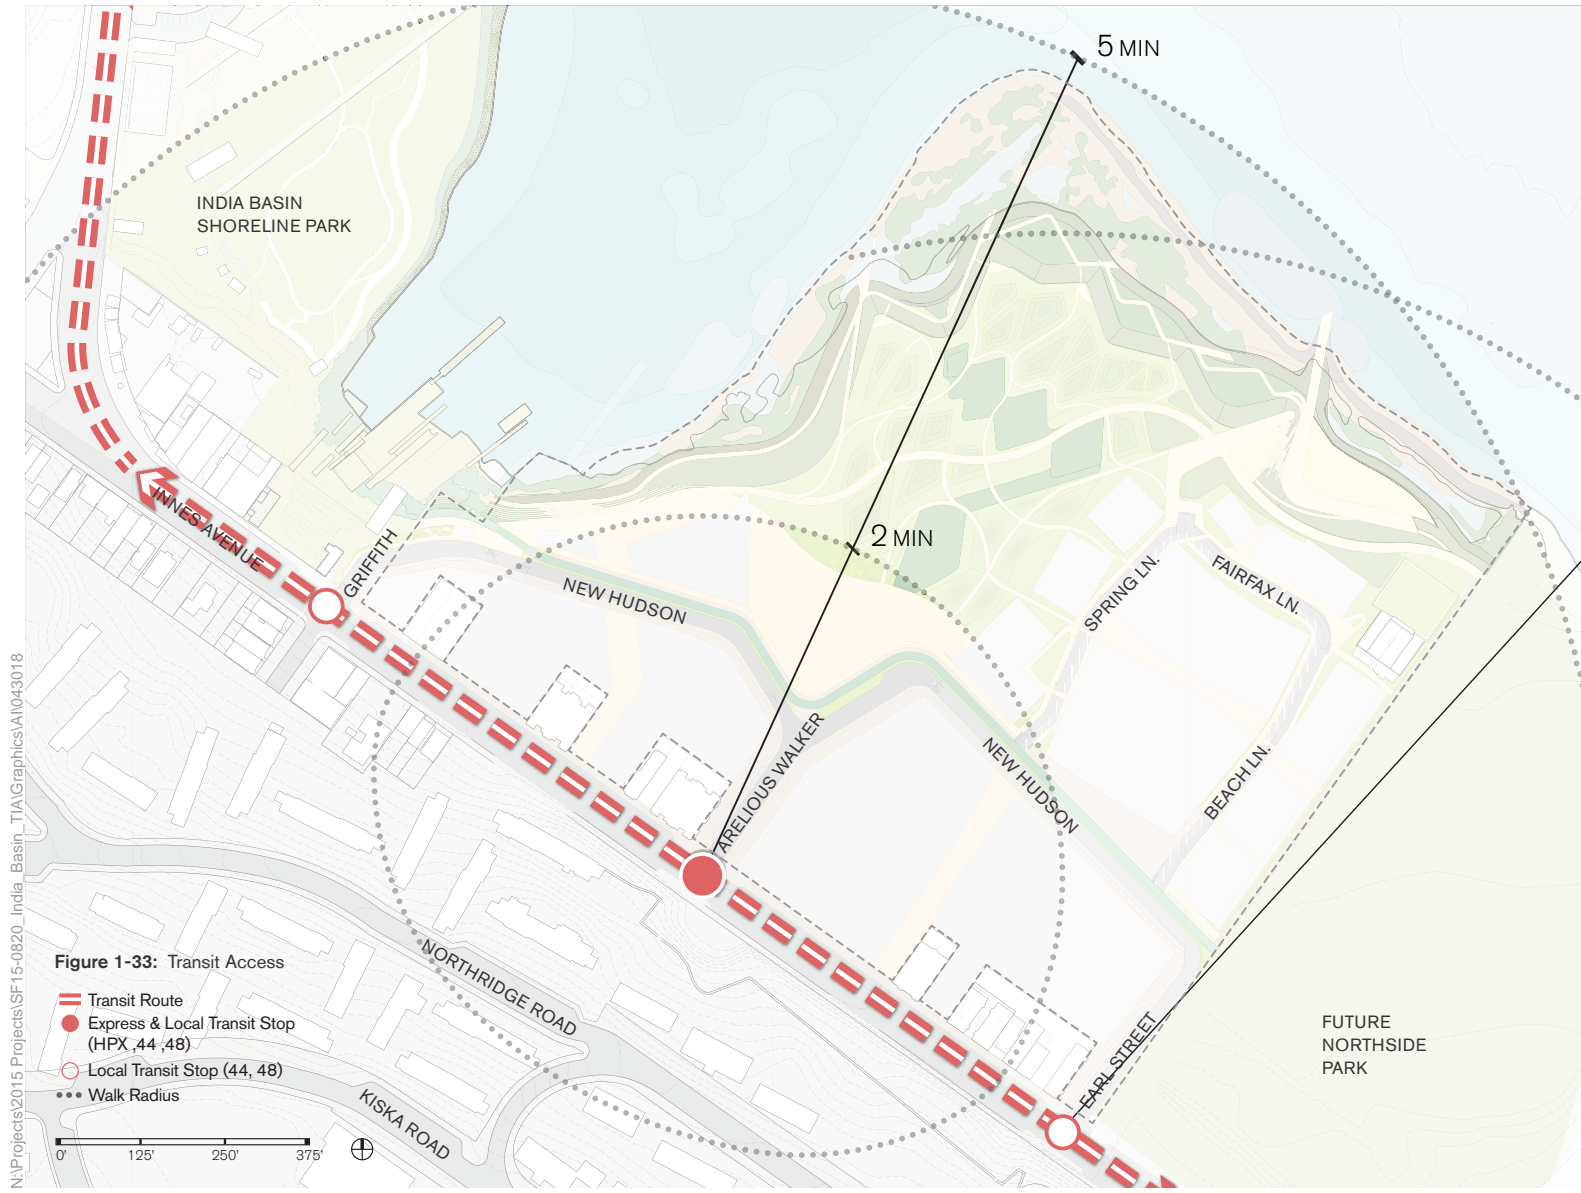 5 MIN
INDIA BASIN
SHORELINE PARK
2 MIN
INNES AVENUE
GRIFFITH
NEW HUDSON
SPRING LN.
FAIRFAX LN.
ARELIOUS WALKER
NEW HUDSON
BEACH LN.
NORTHRIDGE ROAD
KISKA ROAD
EARL STREET
FUTURE
NORTHSIDE
PARK
Figure 1-33: Transit Access
Transit Route
Express & Local Transit Stop
(HPX ,44 ,48)
Local Transit Stop (44, 48)
Walk Radius
0' 125' 250' 375'
N:\Projects\2015 Projects\SF15-0820_India_Basin_TIA\Graphics\AI\043018